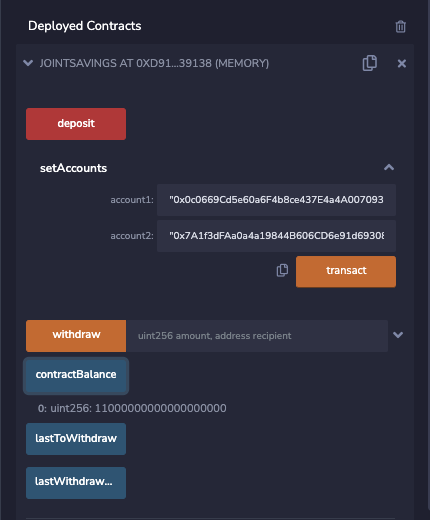 Deployed Contracts
JOINTSAVINGS AT 0XD91...39138 (MEMORY)
deposit
setAccounts
account1: "0x0c0669Cd5e60a6F4b8ce437E4a4A007093
account2: "0x7A1f3dFAa0a4a19844B606CD6e91d69308
transact
withdraw uint256 amount, address recipient
contractBalance
0: uint256: 11000000000000000000
lastToWithdraw
lastWithdraw...